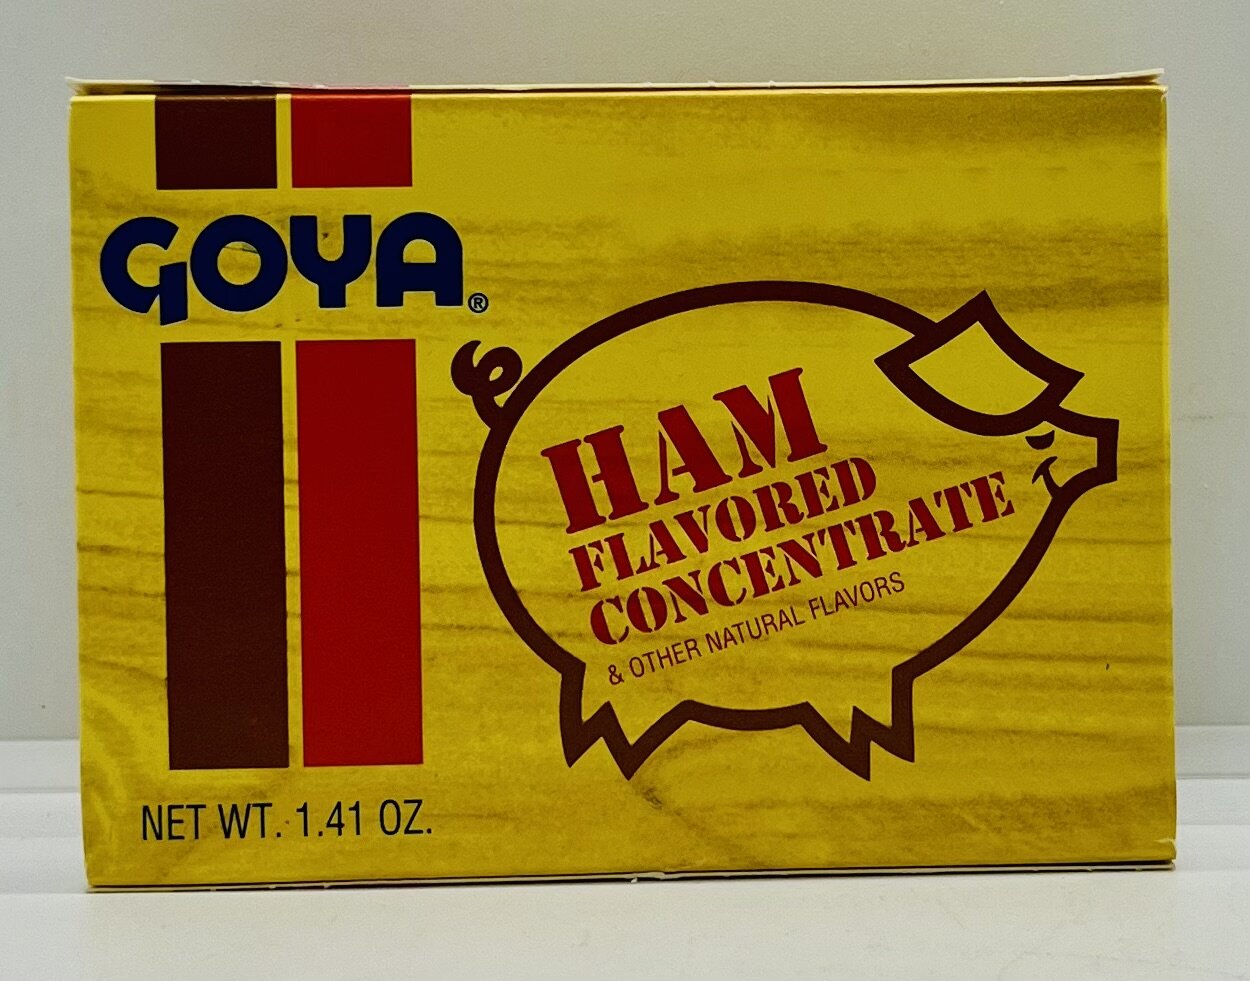 GOYA®
HAM
FLAVORED
CONCENTRATE
& OTHER NATURAL FLAVORS
NET WT. 1.41 OZ.